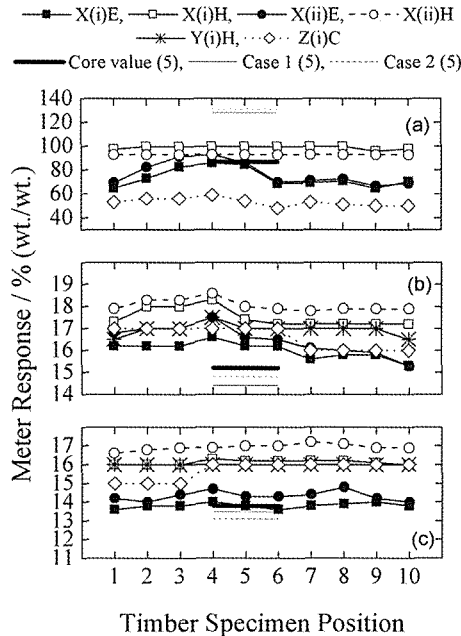 X(i)E, X(i)H, X(ii)E, X(ii)H
Y(i)H, Z(i)C
Core value (5), Case 1 (5), Case 2 (5)
Meter Response / % (wt./wt.)
140
120
100
80
60
40
(a)
18
17
16
15
14
(b)
17
16
15
14
13
12
11
(c)
1 2 3 4 5 6 7 8 9 10
Timber Specimen Position